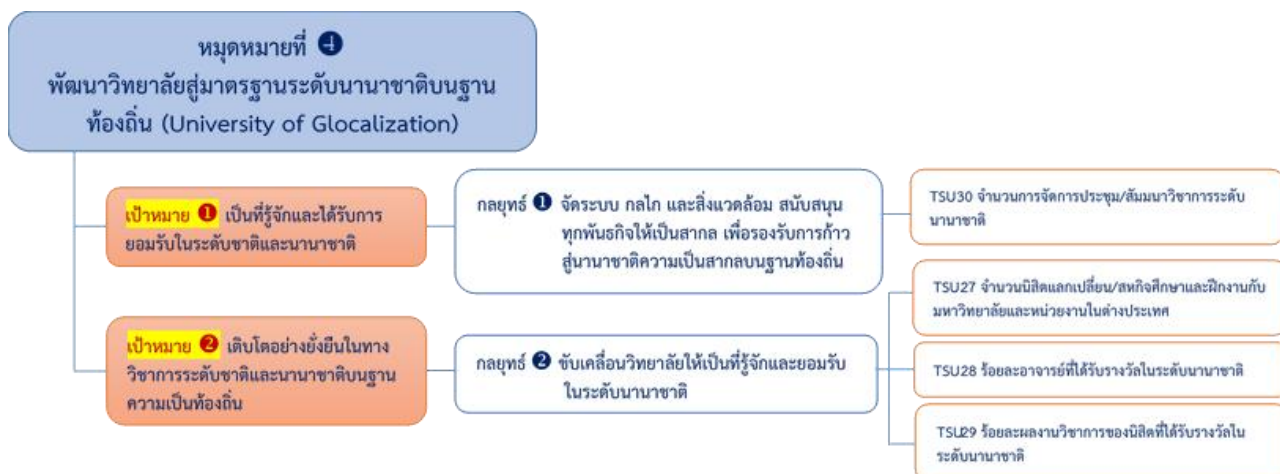 หมุดหมายที่ ❹
พัฒนาวิทยาลัยสู่มาตรฐานระดับนานาชาติบนฐาน
ท้องถิ่น (University of Glocalization)
เป้าหมาย ❶ เป็นที่รู้จักและได้รับการ
ยอมรับในระดับชาติและนานาชาติ
กลยุทธ์ ❶ จัดระบบ กลไก และสิ่งแวดล้อม สนับสนุน
ทุกพันธกิจให้เป็นสากล เพื่อรองรับการก้าว
สู่นานาชาติความเป็นสากลบนฐานท้องถิ่น
TSU30 จำนวนการจัดการประชุม/สัมมนาวิชาการระดับ
นานาชาติ
เป้าหมาย ❷ เติบโตอย่างยั่งยืนในทาง
วิชาการระดับชาติและนานาชาติบนฐาน
ความเป็นท้องถิ่น
กลยุทธ์ ❷ ขับเคลื่อนวิทยาลัยให้เป็นที่รู้จักและยอมรับ
ในระดับนานาชาติ
TSU27 จำนวนนิสิตแลกเปลี่ยน/สหกิจศึกษาและฝึกงานกับ
มหาวิทยาลัยและหน่วยงานในต่างประเทศ
TSU28 ร้อยละอาจารย์ที่ได้รับรางวัลในระดับนานาชาติ
TSU29 ร้อยละผลงานวิชาการของนิสิตที่ได้รับรางวัลใน
ระดับนานาชาติ